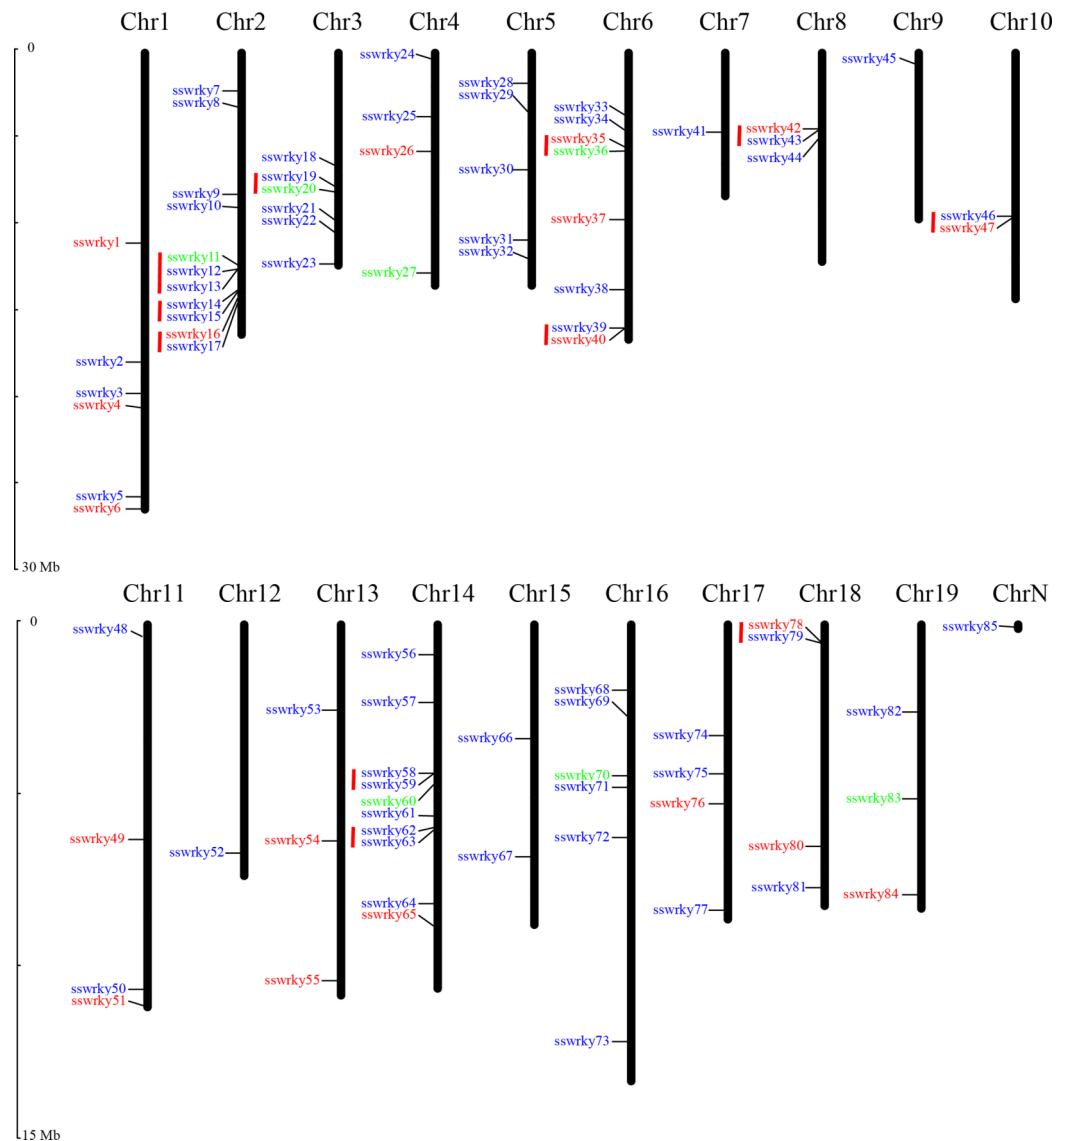 Chr1 Chr2 Chr3 Chr4 Chr5 Chr6 Chr7 Chr8 Chr9 Chr10
0
sswrky1
sswrky2
sswrky3
sswrky4
sswrky5
sswrky6
sswrky7
sswrky8
sswrky9
sswrky10
sswrky11
sswrky12
sswrky13
sswrky14
sswrky15
sswrky16
sswrky17
sswrky18
sswrky19
sswrky20
sswrky21
sswrky22
sswrky23
sswrky24
sswrky25
sswrky26
sswrky27
sswrky28
sswrky29
sswrky30
sswrky31
sswrky32
sswrky33
sswrky34
sswrky35
sswrky36
sswrky37
sswrky38
sswrky39
sswrky40
sswrky41
sswrky42
sswrky43
sswrky44
sswrky45
sswrky46
sswrky47
30 Mb
Chr11 Chr12 Chr13 Chr14 Chr15 Chr16 Chr17 Chr18 Chr19 ChrN
0
sswrky48
sswrky49
sswrky50
sswrky51
sswrky52
sswrky53
sswrky54
sswrky55
sswrky56
sswrky57
sswrky58
sswrky59
sswrky60
sswrky61
sswrky62
sswrky63
sswrky64
sswrky65
sswrky66
sswrky67
sswrky68
sswrky69
sswrky70
sswrky71
sswrky72
sswrky73
sswrky74
sswrky75
sswrky76
sswrky77
sswrky78
sswrky79
sswrky80
sswrky81
sswrky82
sswrky83
sswrky84
sswrky85
15 Mb